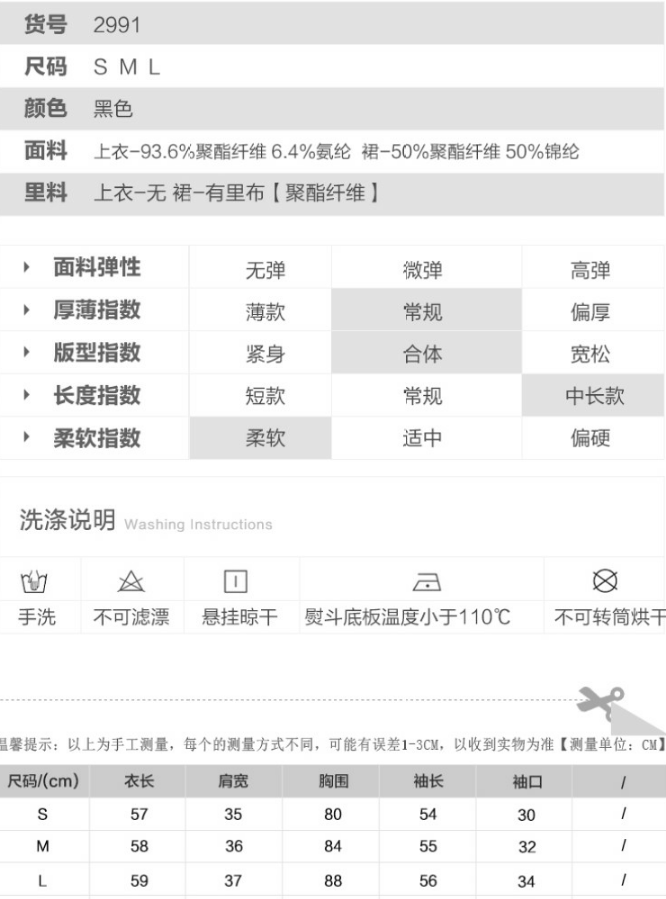 货号 2991
尺码 S M L
颜色 黑色
面料 上衣-93.6%聚酯纤维 6.4%氨纶 裙-50%聚酯纤维 50%锦纶
里料 上衣-无 裙-有里布【聚酯纤维】
面料弹性 无弹 微弹 高弹
厚薄指数 薄款 常规 偏厚
版型指数 紧身 合体 宽松
长度指数 短款 常规 中长款
柔软指数 柔软 适中 偏硬
洗涤说明 Washing Instructions
手洗 不可滤漂 悬挂晾干 熨斗底板温度小于110℃ 不可转筒烘干
温馨提示：以上为手工测量，每个的测量方式不同，可能有误差1-3CM，以收到实物为准【测量单位：CM】
尺码/(cm) 衣长 肩宽 胸围 袖长 袖口 /
S 57 35 80 54 30 /
M 58 36 84 55 32 /
L 59 37 88 56 34 /